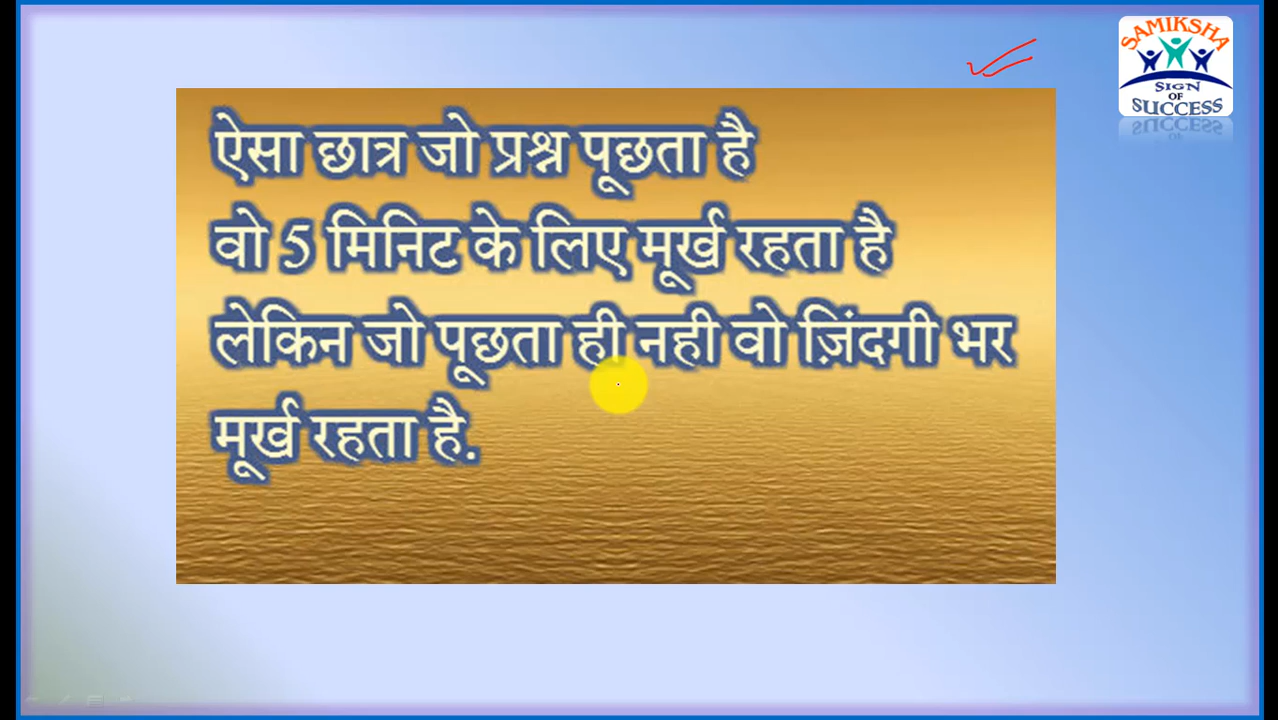 SAMIKSHA
SIGN
OF
SUCCESS
ऐसा छात्र जो प्रश्न पूछता है
वो 5 मिनिट के लिए मूर्ख रहता है
लेकिन जो पूछता ही नही वो ज़िंदगी भर
मूर्ख रहता है.